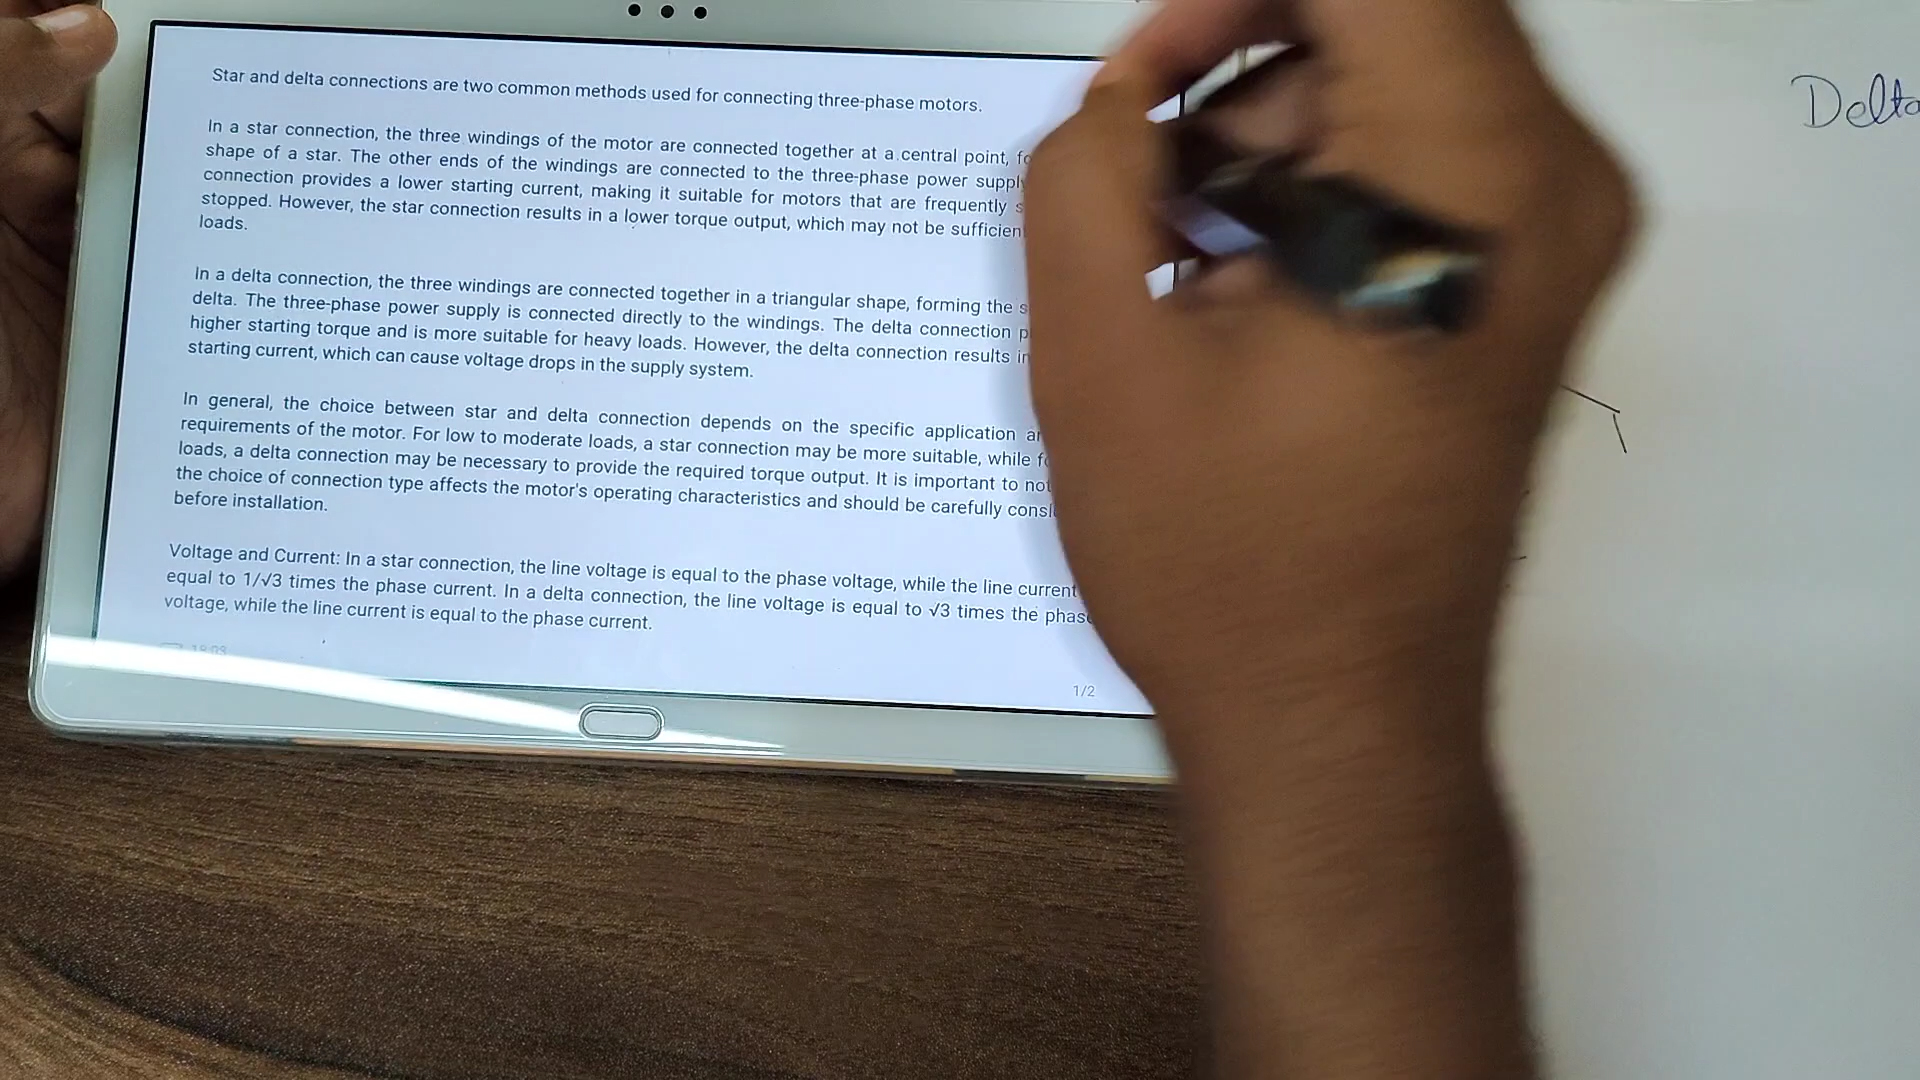 Star and delta connections are two common methods used for connecting three-phase motors.
In a star connection, the three windings of the motor are connected together at a central point,
shape of a star. The other ends of the windings are connected to the three-phase power
connection provides a lower starting current, making it suitable for motors that are frequently
stopped. However, the star connection results in a lower torque output, which may not be
loads.
In a delta connection, the three windings are connected together in a triangular shape, forming the
delta. The three-phase power supply is connected directly to the windings. The delta connection
higher starting torque and is more suitable for heavy loads. However, the delta connection results
starting current, which can cause voltage drops in the supply system.
In general, the choice between star and delta connection depends on the specific application
requirements of the motor. For low to moderate loads, a star connection may be more suitable, while
loads, a delta connection may be necessary to provide the required torque output. It is important to
the choice of connection type affects the motor's operating characteristics and should be carefully
before installation.
Voltage and Current: In a star connection, the line voltage is equal to the phase voltage, while the line current
equal to 1/√3 times the phase current. In a delta connection, the line voltage is equal to √3 times the
voltage, while the line current is equal to the phase current.
1/2
Delta